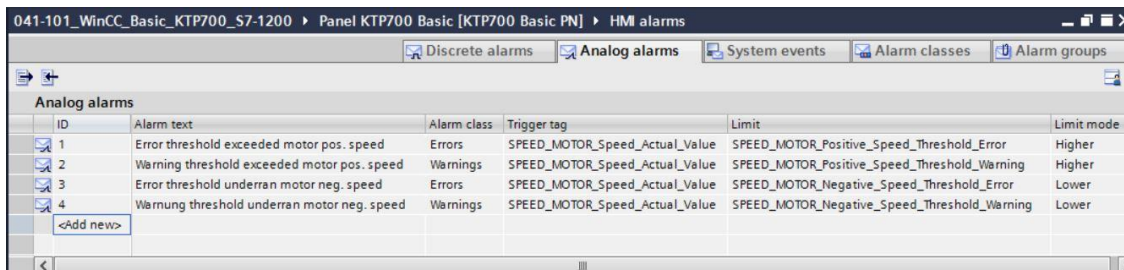 041-101_WinCC_Basic_KTP700_S7-1200 ▸ Panel KTP700 Basic [KTP700 Basic PN] ▸ HMI alarms
Discrete alarms Analog alarms System events Alarm classes Alarm groups
Analog alarms
ID Alarm text Alarm class Trigger tag Limit Limit mode
1 Error threshold exceeded motor pos. speed Errors SPEED_MOTOR_Speed_Actual_Value SPEED_MOTOR_Positive_Speed_Threshold_Error Higher
2 Warning threshold exceeded motor pos. speed Warnings SPEED_MOTOR_Speed_Actual_Value SPEED_MOTOR_Positive_Speed_Threshold_Warning Higher
3 Error threshold underran motor neg. speed Errors SPEED_MOTOR_Speed_Actual_Value SPEED_MOTOR_Negative_Speed_Threshold_Error Lower
4 Warnung threshold underran motor neg. speed Warnings SPEED_MOTOR_Speed_Actual_Value SPEED_MOTOR_Negative_Speed_Threshold_Warning Lower
<Add new>